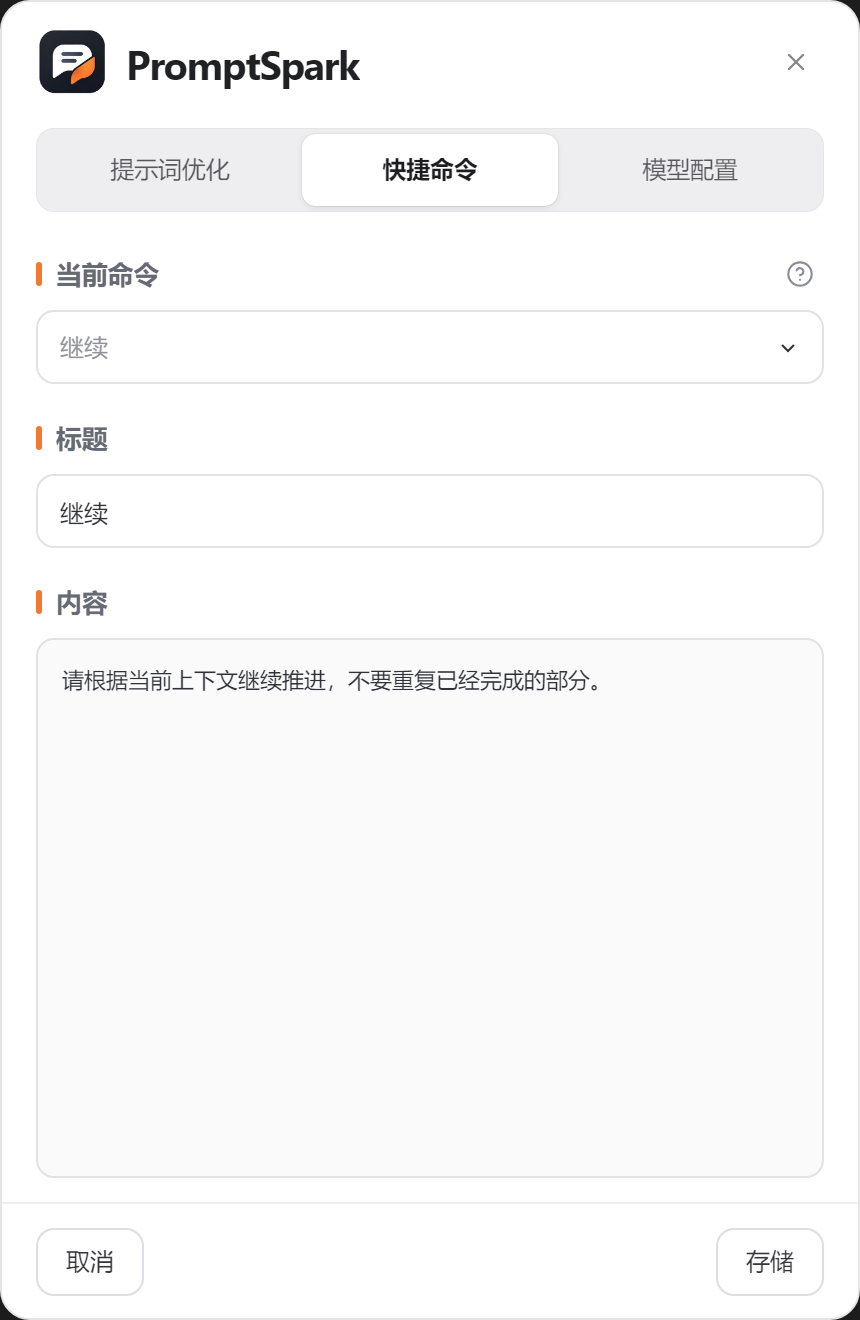 PromptSpark
提示词优化
快捷命令
模型配置
当前命令
继续
标题
继续
内容
请根据当前上下文继续推进，不要重复已经完成的部分。
取消
存储